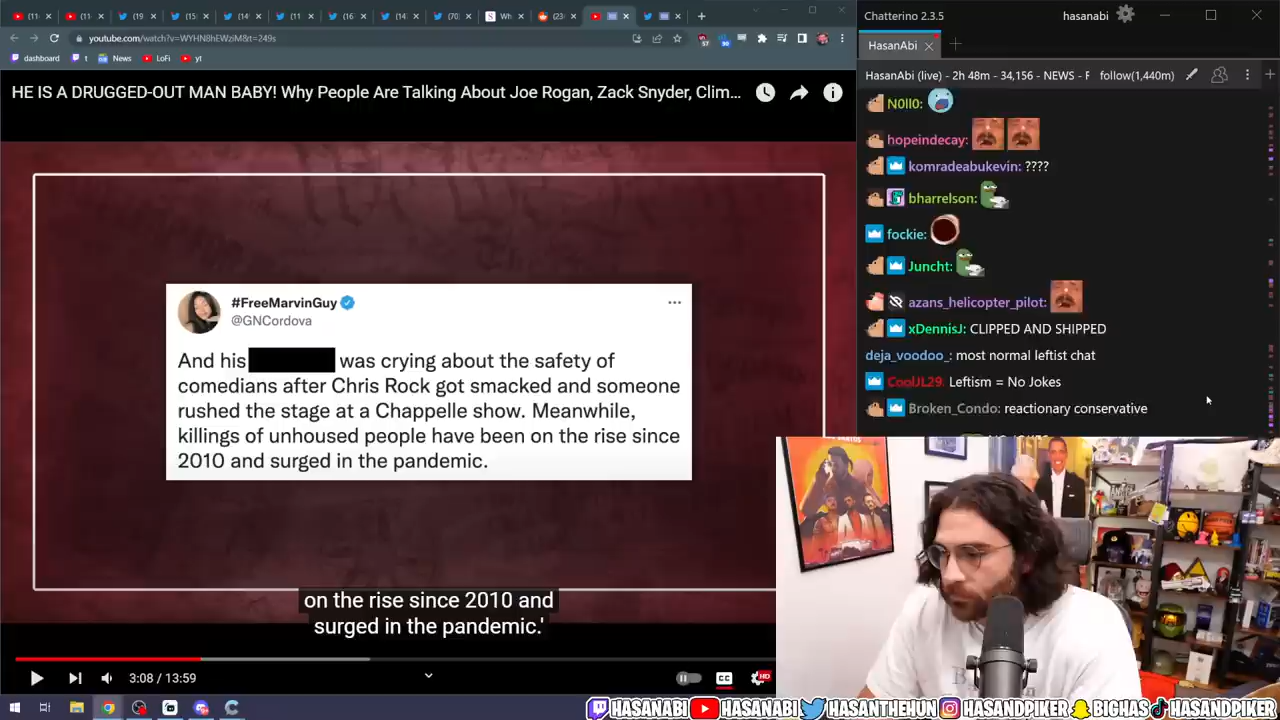 Chatterino 2.3.5
hasanabi
HasanAbi
HasanAbi (live) - 2h 48m - 34,156 - NEWS - F
follow(1,440m)
youtube.com/watch?v=WYHN8hEWziM&t=249s
dashboard
t
News
LoFi
yt
HE IS A DRUGGED-OUT MAN BABY! Why People Are Talking About Joe Rogan, Zack Snyder, Clim...
#FreeMarvinGuy
@GNCordova
And his was crying about the safety of
comedians after Chris Rock got smacked and someone
rushed the stage at a Chappelle show. Meanwhile,
killings of unhoused people have been on the rise since
2010 and surged in the pandemic.
on the rise since 2010 and
surged in the pandemic.'
3:08 / 13:59
CC
HD
N0ll0:
hopeindecay:
komradeabukevin: ????
bharrelson:
fockie:
Juncht:
azans_helicopter_pilot:
xDennisJ: CLIPPED AND SHIPPED
deja_voodoo_: most normal leftist chat
CoolJL29: Leftism = No Jokes
Broken_Condo: reactionary conservative
HASANABI
HASANABI
HASANTHEHUN
HASANDPIKER
BIGHAS
HASANDPIKER